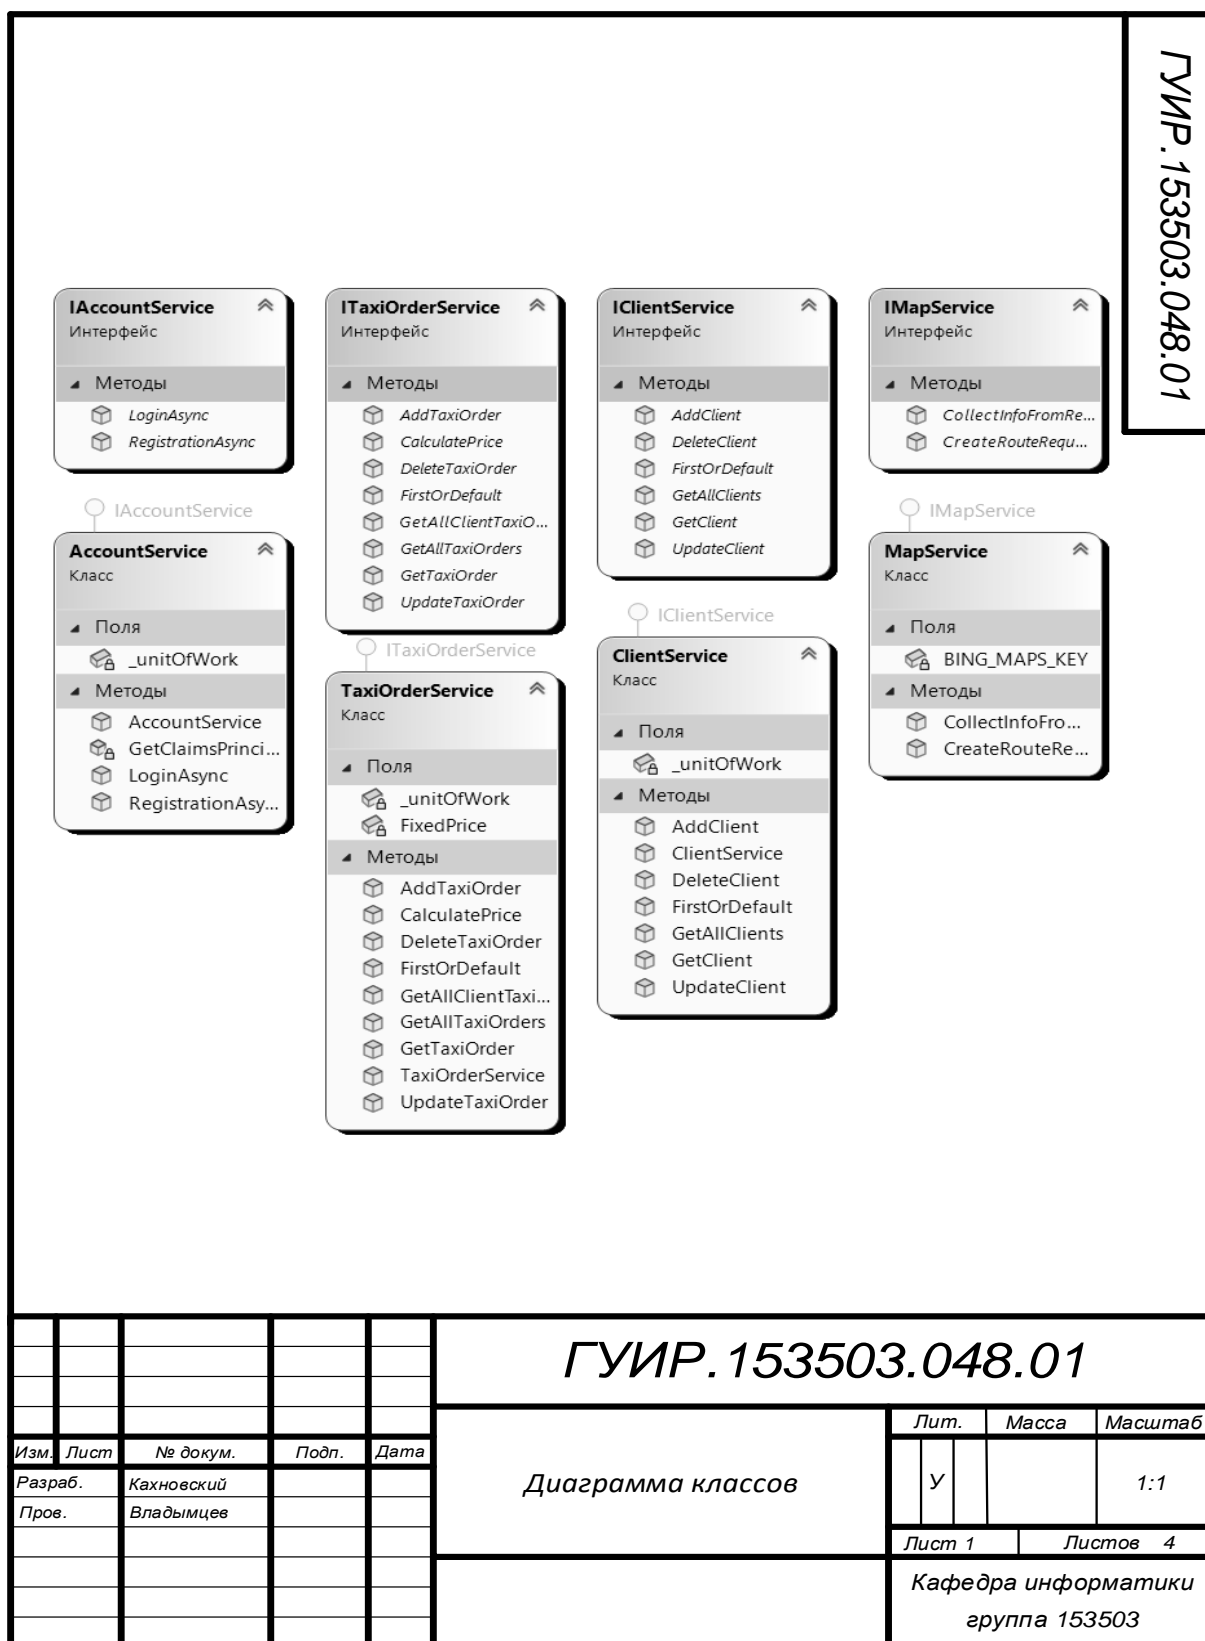 ГУИР.153503.048.01
IAccountService
Интерфейс
Методы
LoginAsync
RegistrationAsync
IAccountService
AccountService
Класс
Поля
_unitOfWork
Методы
AccountService
GetClaimsPrinci...
LoginAsync
RegistrationAsy...
ITaxiOrderService
Интерфейс
Методы
AddTaxiOrder
CalculatePrice
DeleteTaxiOrder
FirstOrDefault
GetAllClientTaxiO...
GetAllTaxiOrders
GetTaxiOrder
UpdateTaxiOrder
ITaxiOrderService
TaxiOrderService
Класс
Поля
_unitOfWork
FixedPrice
Методы
AddTaxiOrder
CalculatePrice
DeleteTaxiOrder
FirstOrDefault
GetAllClientTaxi...
GetAllTaxiOrders
GetTaxiOrder
TaxiOrderService
UpdateTaxiOrder
IClientService
Интерфейс
Методы
AddClient
DeleteClient
FirstOrDefault
GetAllClients
GetClient
UpdateClient
IClientService
ClientService
Класс
Поля
_unitOfWork
Методы
AddClient
ClientService
DeleteClient
FirstOrDefault
GetAllClients
GetClient
UpdateClient
IMapService
Интерфейс
Методы
CollectInfoFromRe...
CreateRouteRequ...
IMapService
MapService
Класс
Поля
BING_MAPS_KEY
Методы
CollectInfoFro...
CreateRouteRe...
ГУИР.153503.048.01
Изм. Лист № докум. Подп. Дата
Разраб. Кахновский
Пров. Владымцев
Диаграмма классов
Лит. Масса Масштаб
У 1:1
Лист 1 Листов 4
Кафедра информатики
группа 153503